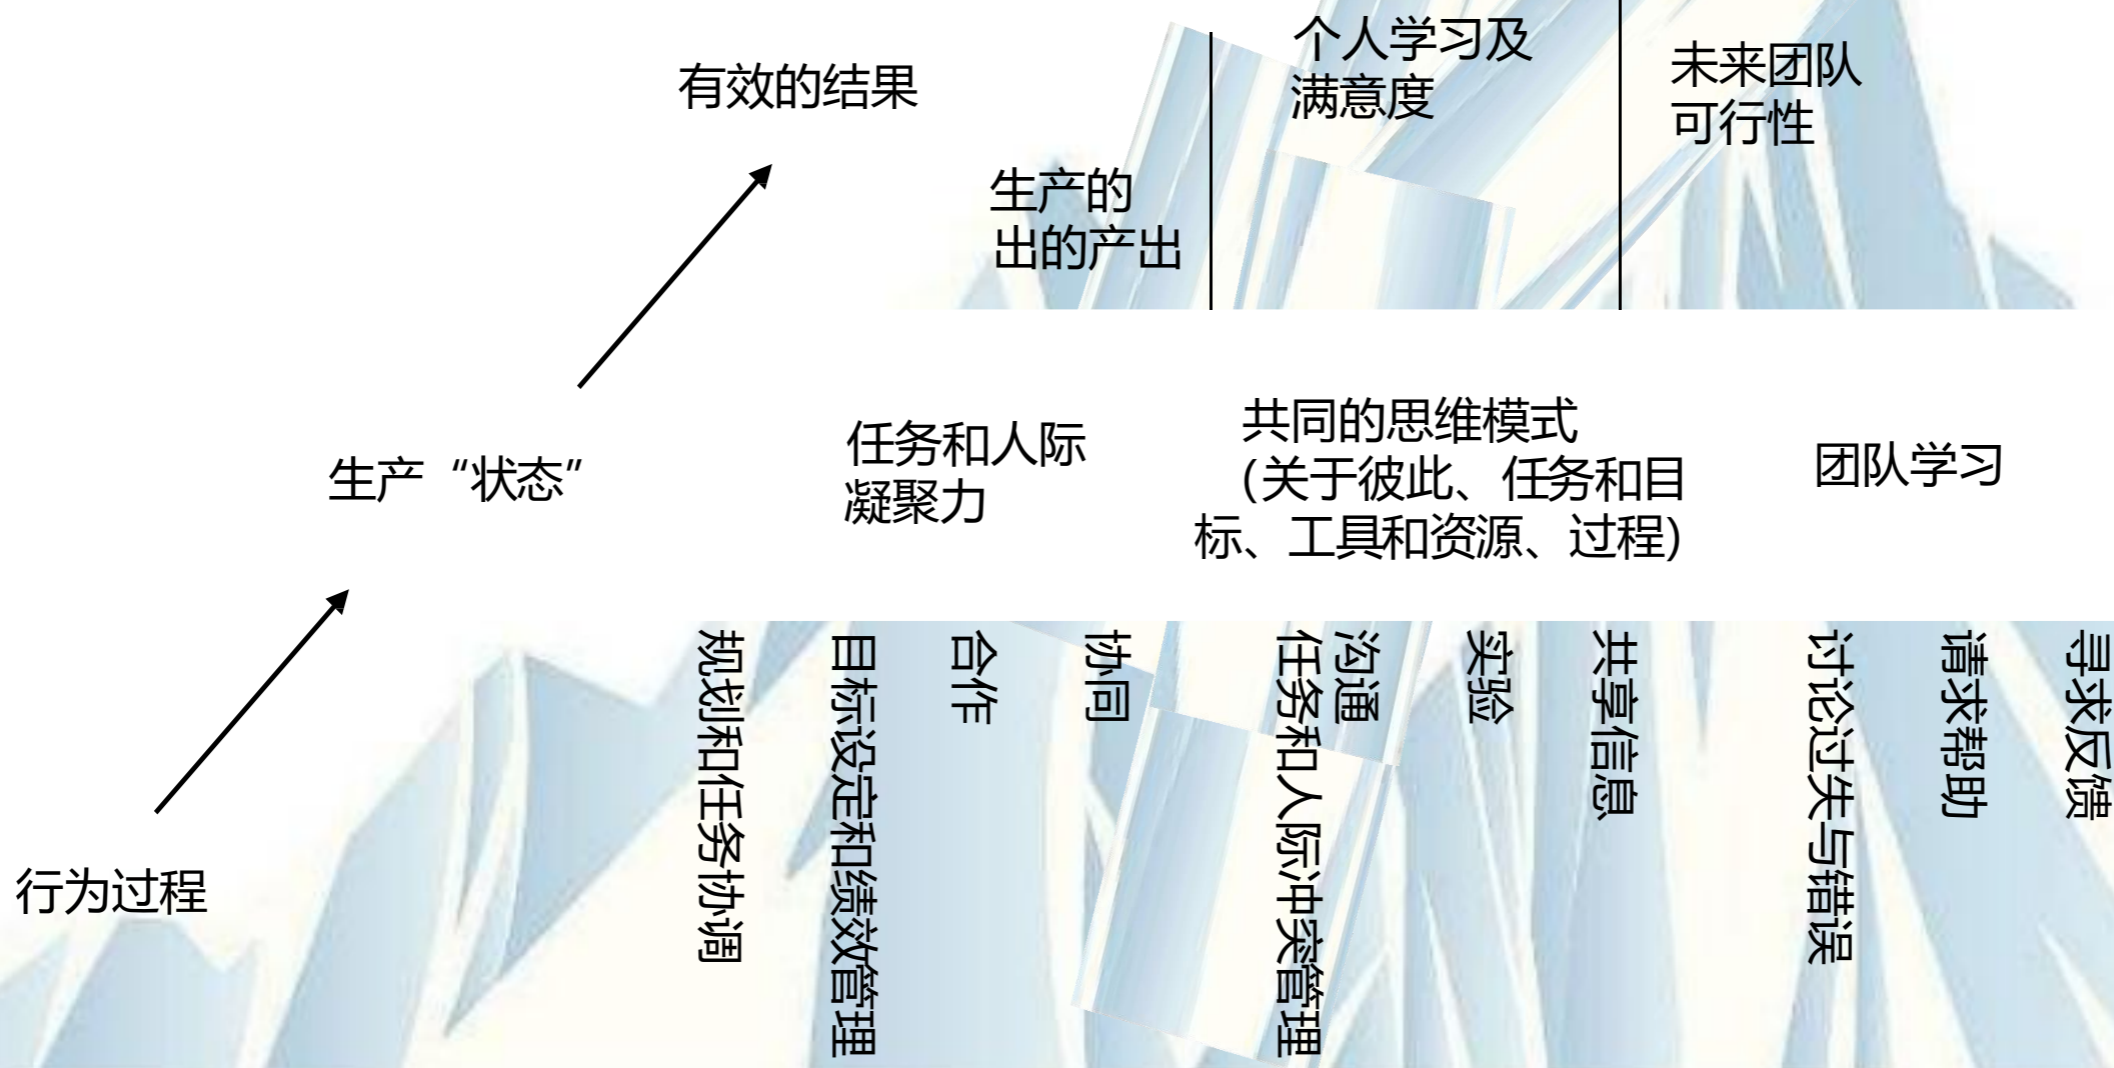 有效的结果
个人学习及
满意度
未来团队
可行性
生产的
出的产出
生产“状态”
任务和人际
凝聚力
共同的思维模式
(关于彼此、任务和目
标、工具和资源、过程)
团队学习
行为过程
规划和任务协调
目标设定和绩效管理
合作
协同
任务和人际冲突管理
沟通
实验
共享信息
讨论过失与错误
请求帮助
寻求反馈